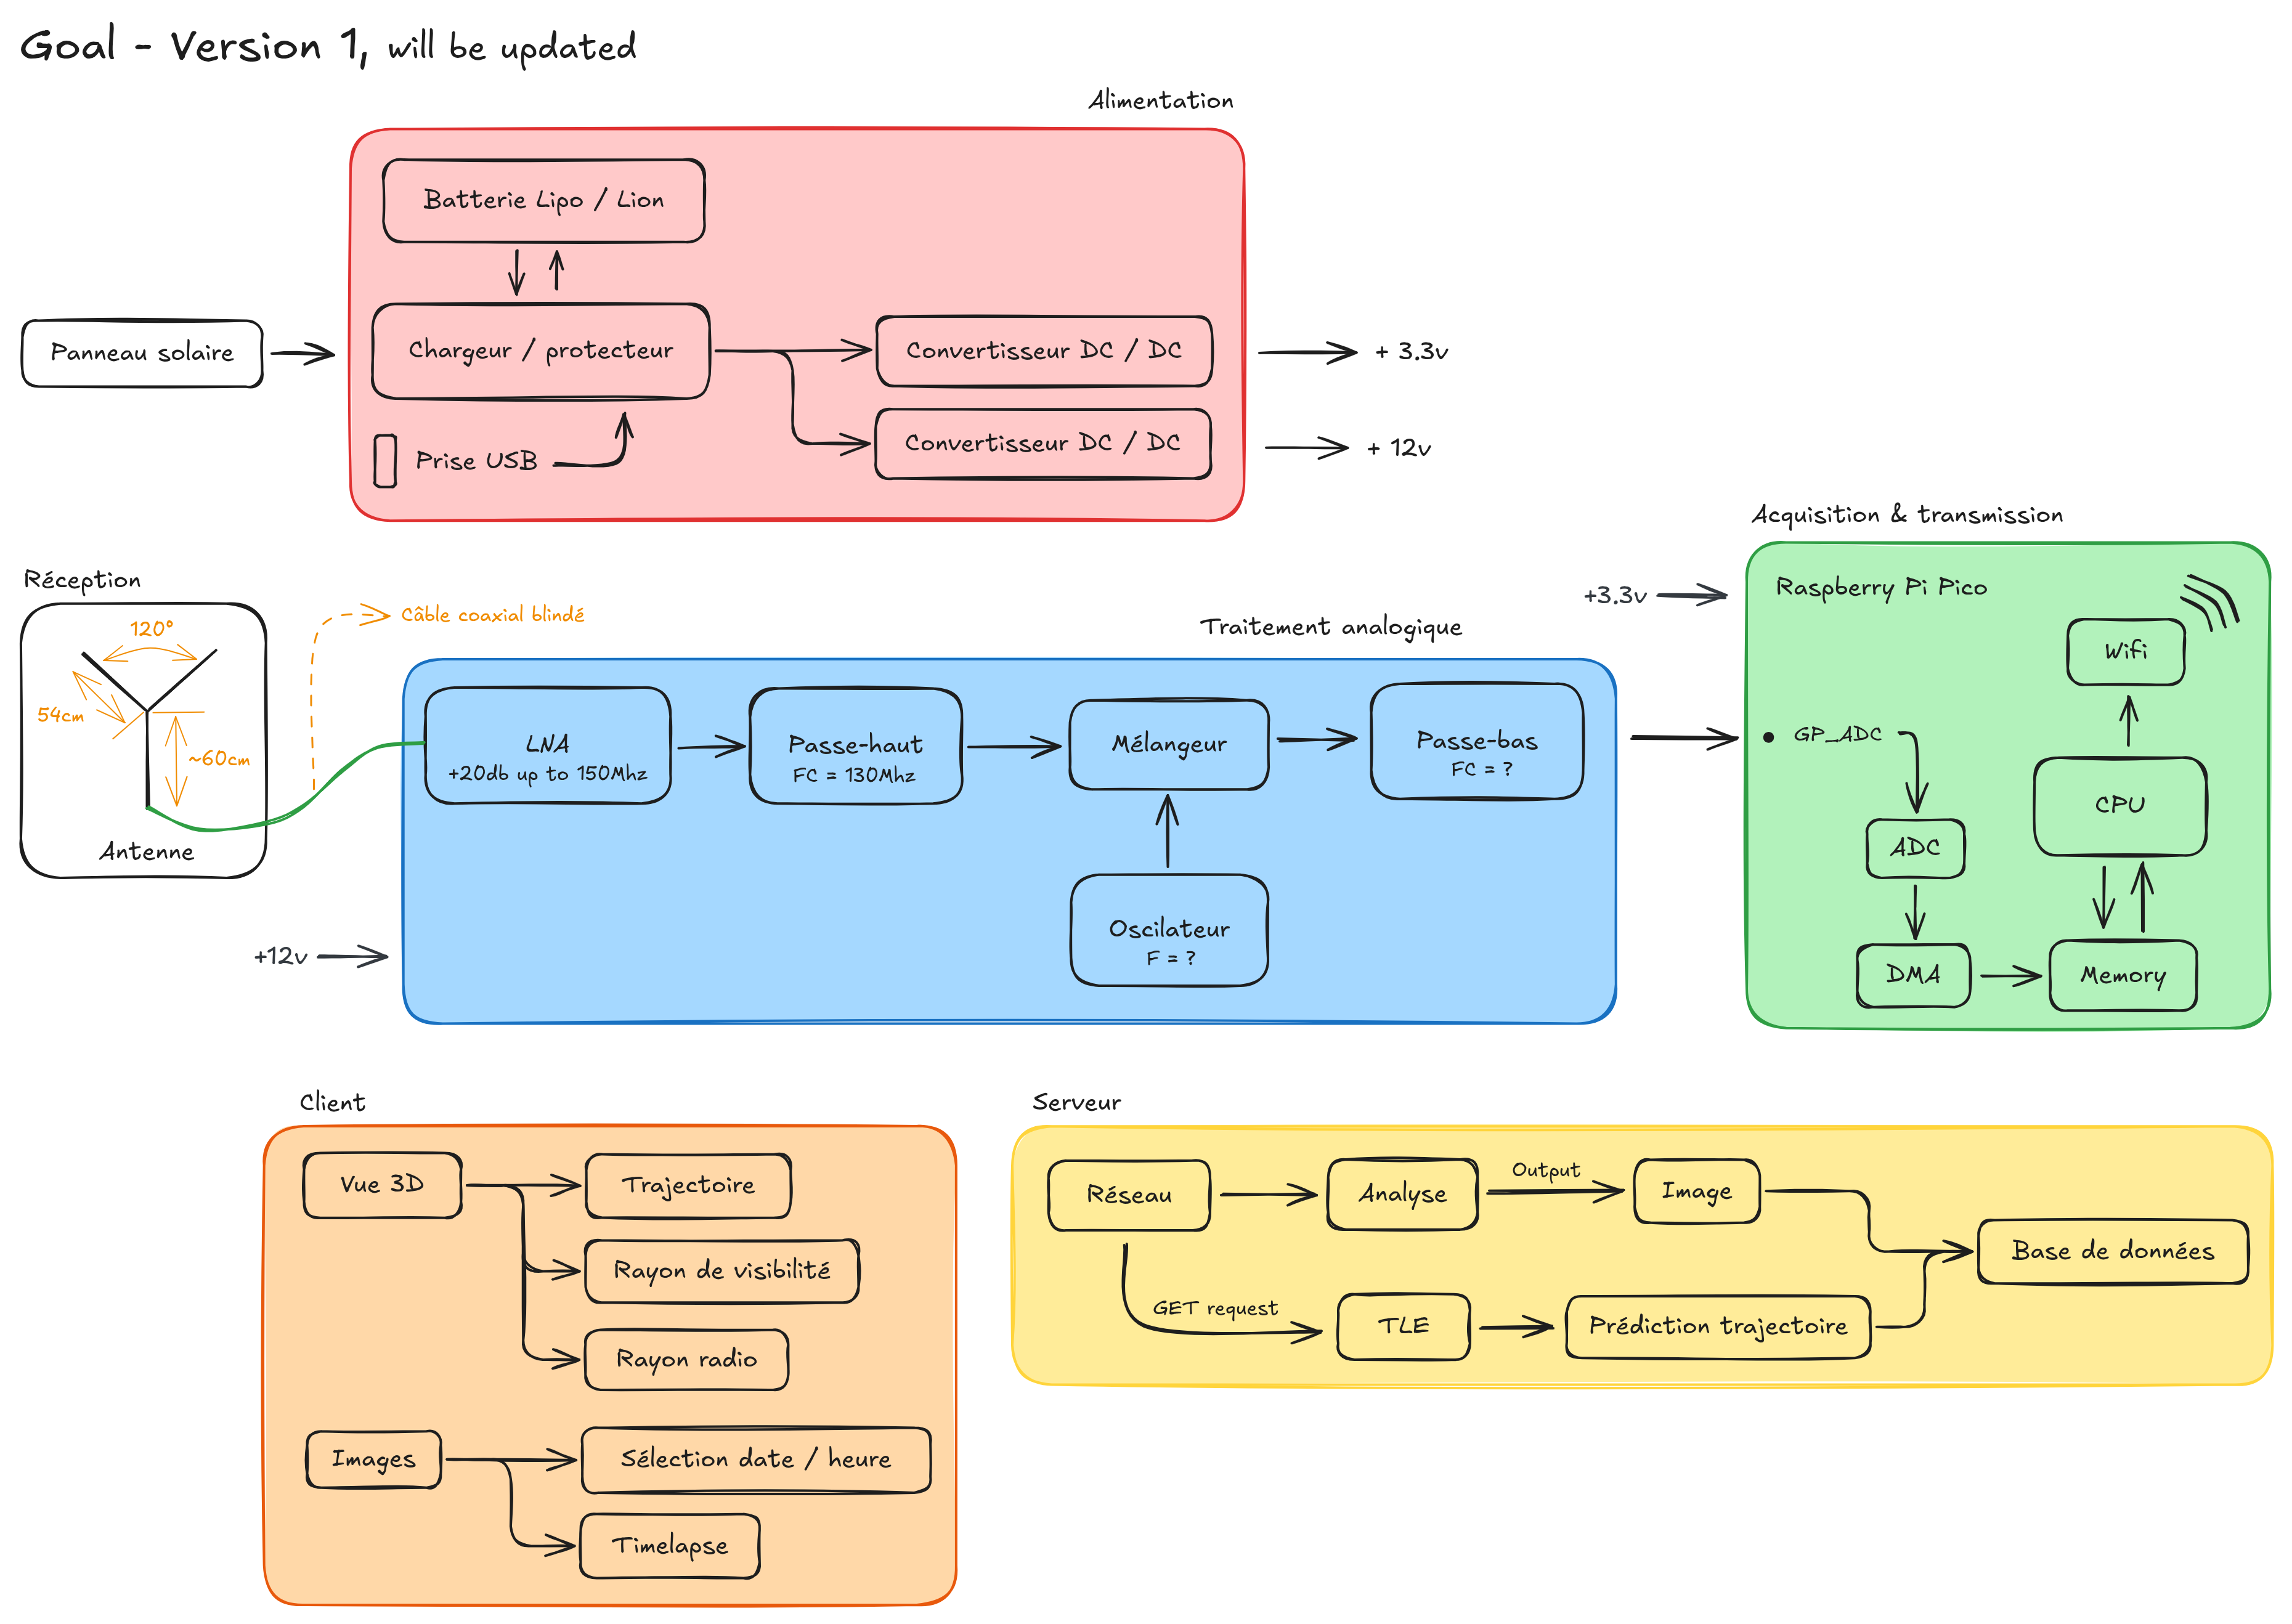 Goal - Version 1, will be updated
Alimentation
Batterie Lipo / Lion
Panneau solaire
Chargeur / protecteur
Convertisseur DC / DC
+ 3.3v
Prise USB
Convertisseur DC / DC
+ 12v
Réception
120°
54cm
~60cm
Antenne
Câble coaxial blindé
+12v
Traitement analogique
LNA
+20db up to 150Mhz
Passe-haut
FC = 130Mhz
Mélangeur
Passe-bas
FC = ?
Oscilateur
F = ?
Acquisition & transmission
+3.3v
Raspberry Pi Pico
Wifi
GP_ADC
CPU
ADC
DMA
Memory
Client
Vue 3D
Trajectoire
Rayon de visibilité
Rayon radio
Images
Sélection date / heure
Timelapse
Serveur
Réseau
Analyse
Output
Image
Base de données
GET request
TLE
Prédiction trajectoire